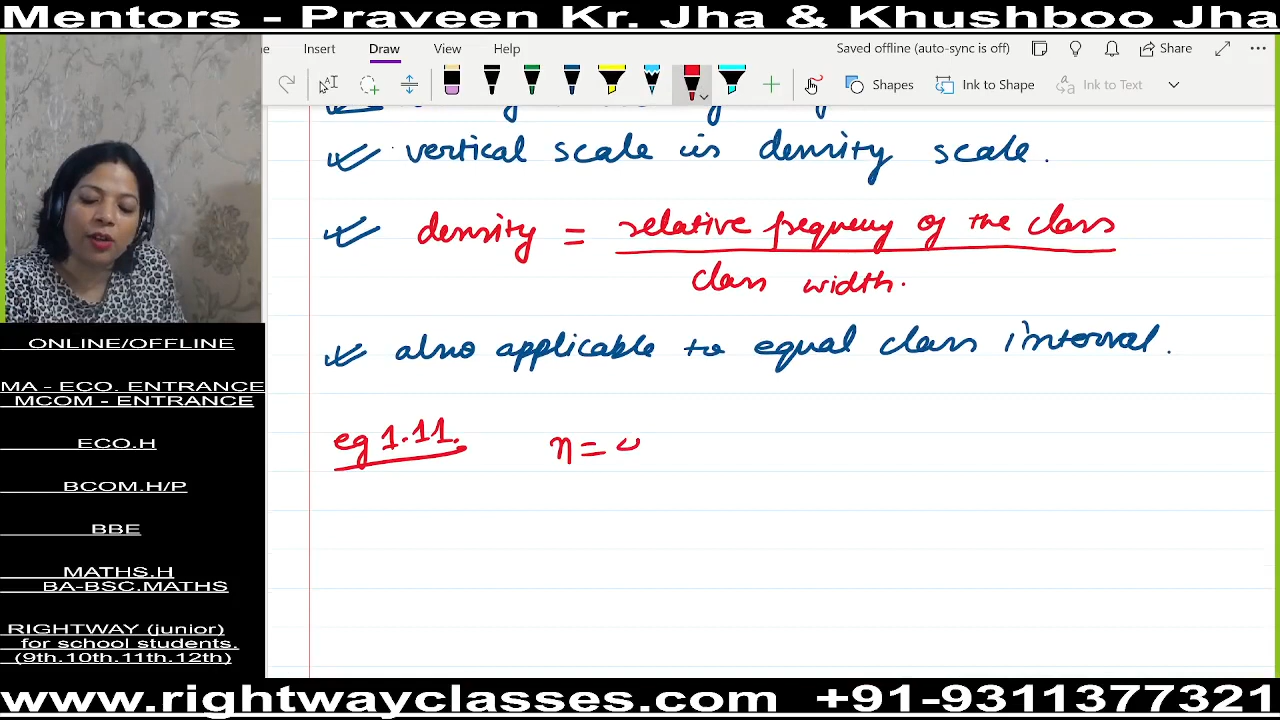 Mentors - Praveen Kr. Jha & Khushboo Jha
Insert Draw View Help
Saved offline (auto-sync is off)
Share
Shapes
Ink to Shape
Ink to Text
vertical scale is density scale.
density = relative frequency of the class
class width.
also applicable to equal class interval.
eg 1.11.
n =
ONLINE/OFFLINE
MA - ECO. ENTRANCE
MCOM - ENTRANCE
ECO.H
BCOM.H/P
BBE
MATHS.H
BA-BSC.MATHS
RIGHTWAY (junior)
for school students.
(9th.10th.11th.12th)
www.rightwayclasses.com +91-9311377321